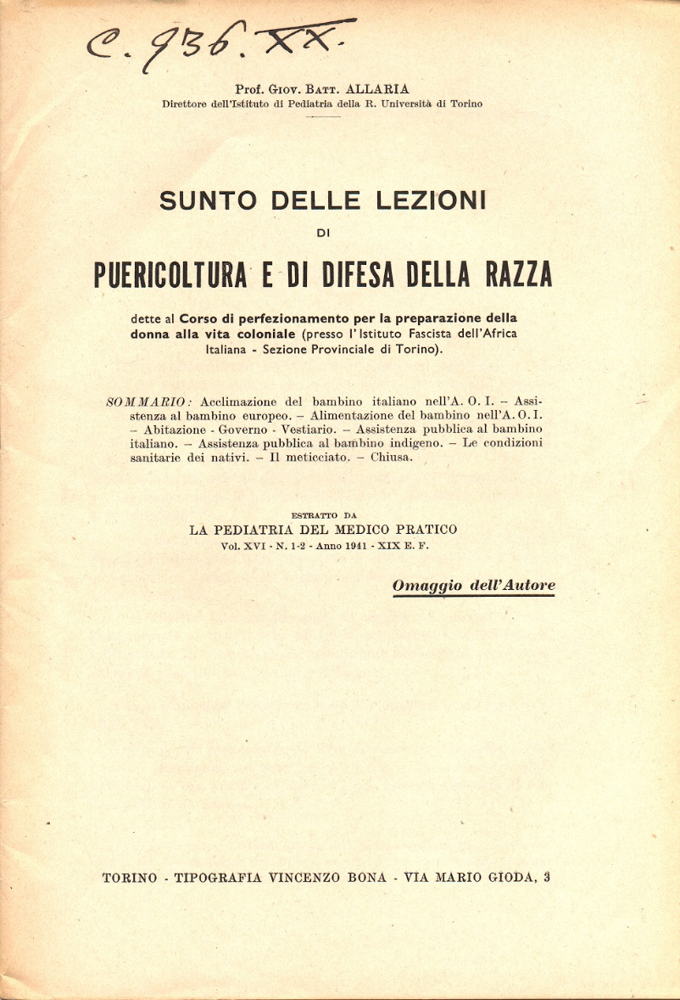 C. 936. XX.
Prof. Giov. Batt. ALLARIA
Direttore dell'Istituto di Pediatria della R. Università di Torino
SUNTO DELLE LEZIONI
DI
PUERICOLTURA E DI DIFESA DELLA RAZZA
dette al Corso di perfezionamento per la preparazione della
donna alla vita coloniale (presso l'Istituto Fascista dell'Africa
Italiana - Sezione Provinciale di Torino).
SOMMARIO: Acclimazione del bambino italiano nell'A. O. I. – Assi-
stenza al bambino europeo. – Alimentazione del bambino nell'A. O. I.
– Abitazione - Governo - Vestiario. – Assistenza pubblica al bambino
italiano. – Assistenza pubblica al bambino indigeno. – Le condizioni
sanitarie dei nativi. – Il meticciato. – Chiusa.
ESTRATTO DA
LA PEDIATRIA DEL MEDICO PRATICO
Vol. XVI - N. 1-2 - Anno 1941 - XIX E. F.
Omaggio dell'Autore
TORINO - TIPOGRAFIA VINCENZO BONA - VIA MARIO GIODA, 3